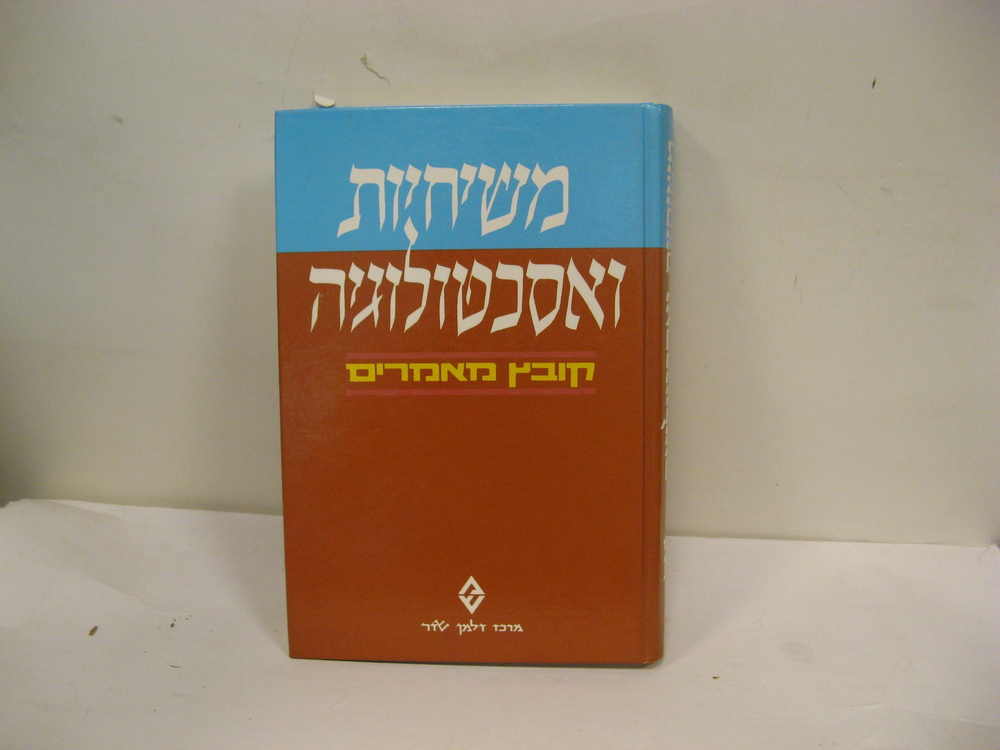 משיחיות
ואסכטולוגיה
קובץ מאמרים
מרכז זלמן שזר